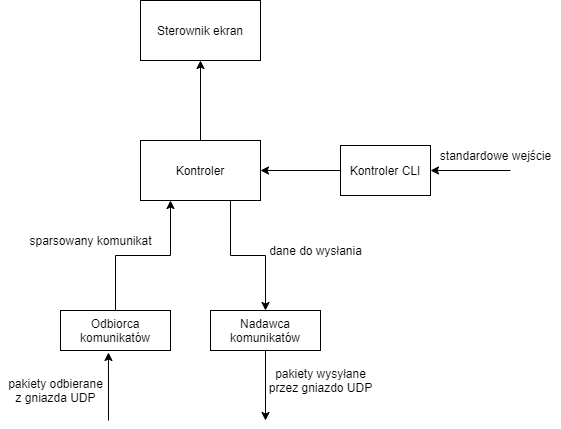 Sterownik ekran
Kontroler
Kontroler CLI
standardowe wejście
sparsowany komunikat
dane do wysłania
Odbiorca
komunikatów
Nadawca
komunikatów
pakiety odbierane
z gniazda UDP
pakiety wysyłane
przez gniazdo UDP